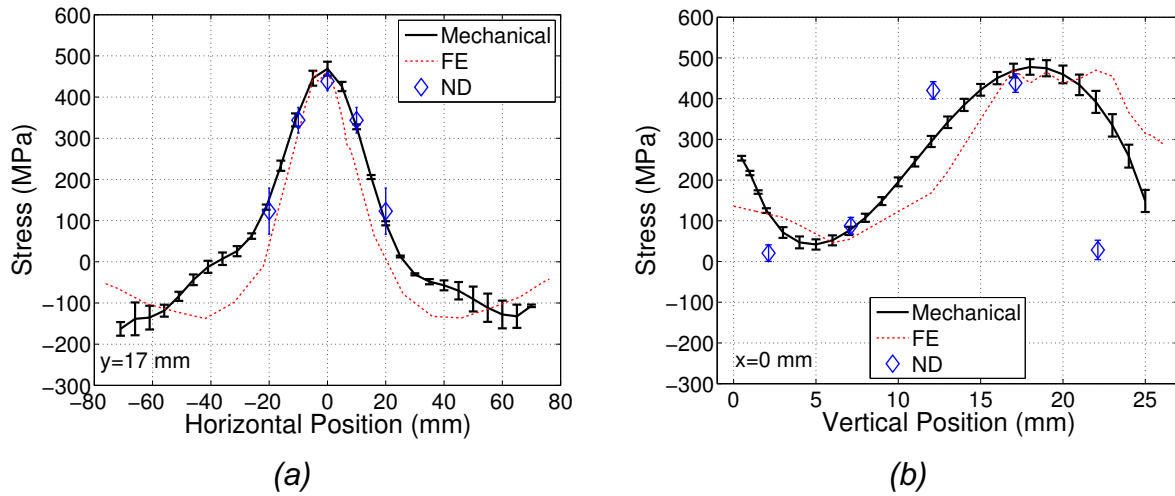 600
500
400
300
200
100
0
−100
−200
−300
Stress (MPa)
Mechanical
FE
ND
y=17 mm
−80 −60 −40 −20 0 20 40 60 80
Horizontal Position (mm)
(a)
600
500
400
300
200
100
0
−100
−200
−300
Stress (MPa)
Mechanical
FE
ND
x=0 mm
0 5 10 15 20 25
Vertical Position (mm)
(b)